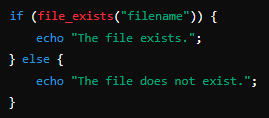 if (file_exists("filename")) {
    echo "The file exists.";
} else {
    echo "The file does not exist.";
}